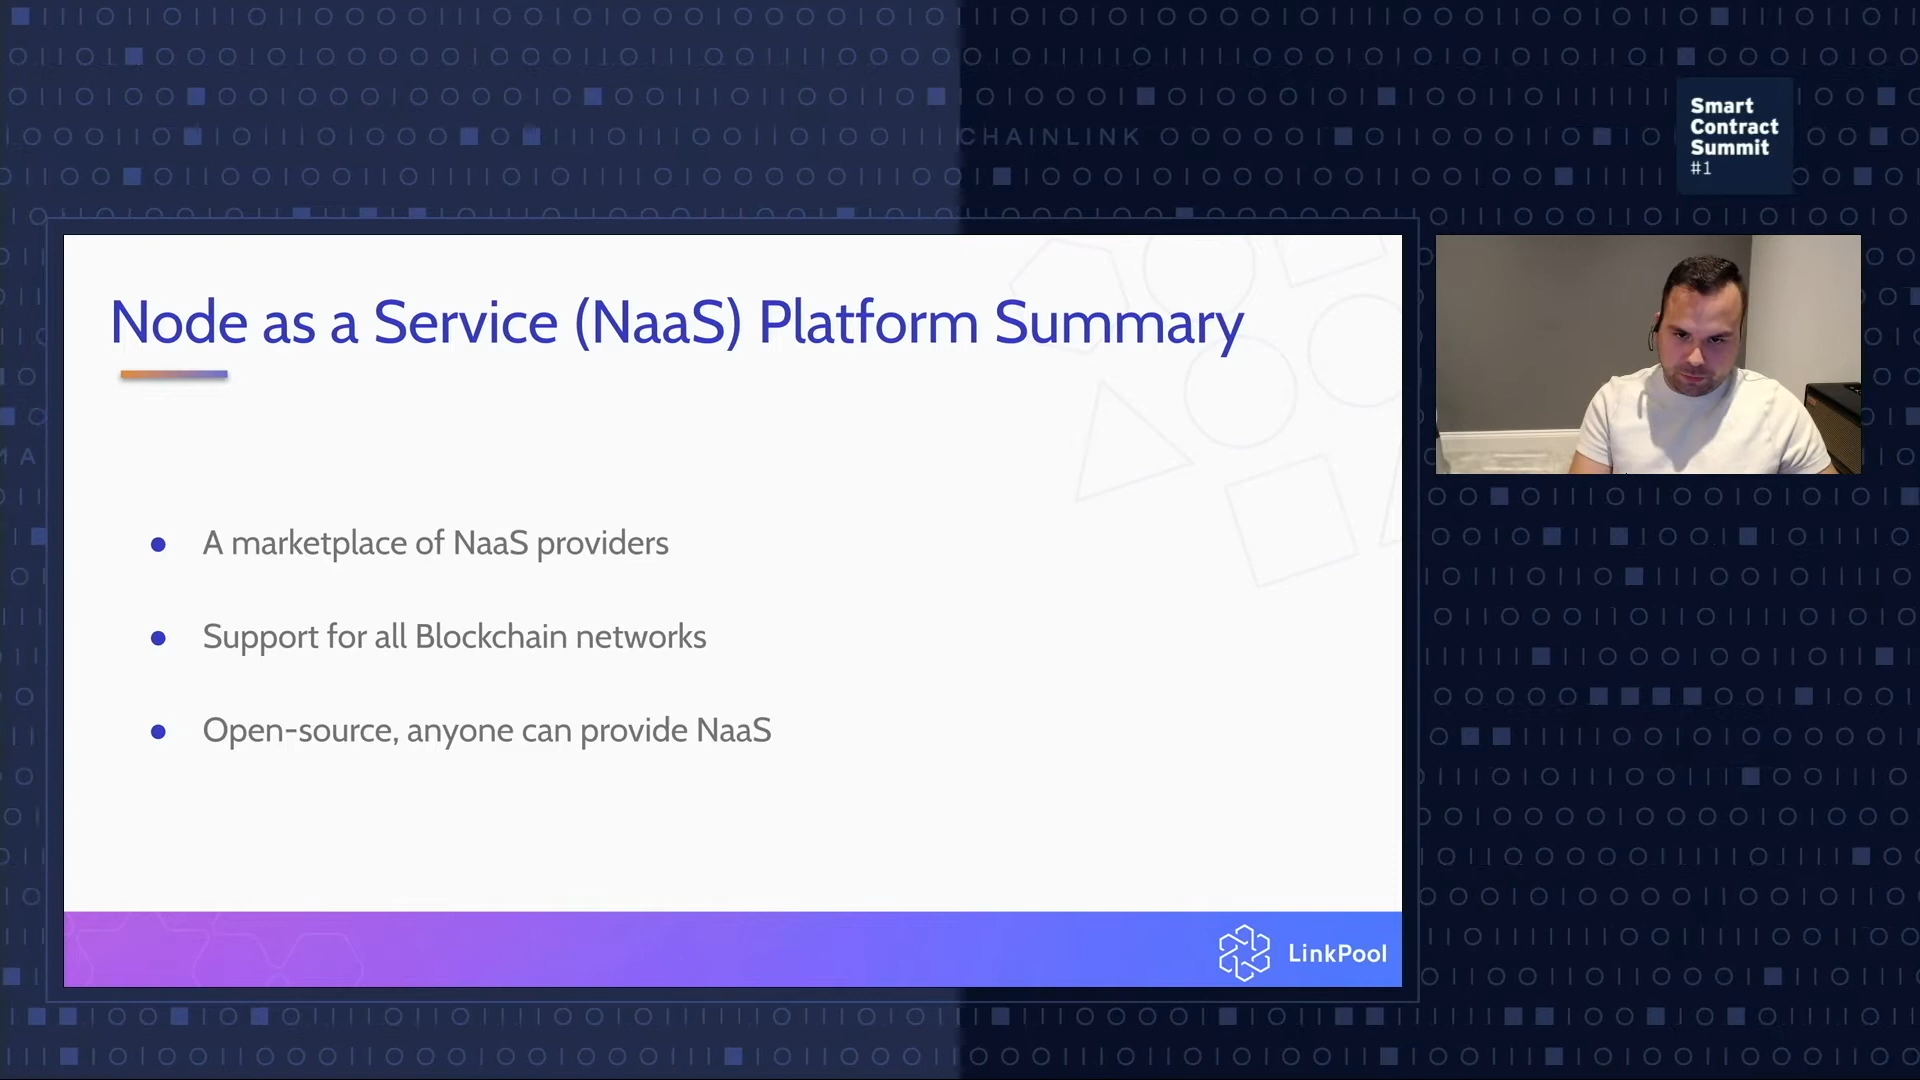 CHAINLINK
Smart
Contract
Summit
#1
Node as a Service (NaaS) Platform Summary
A marketplace of NaaS providers
Support for all Blockchain networks
Open-source, anyone can provide NaaS
LinkPool